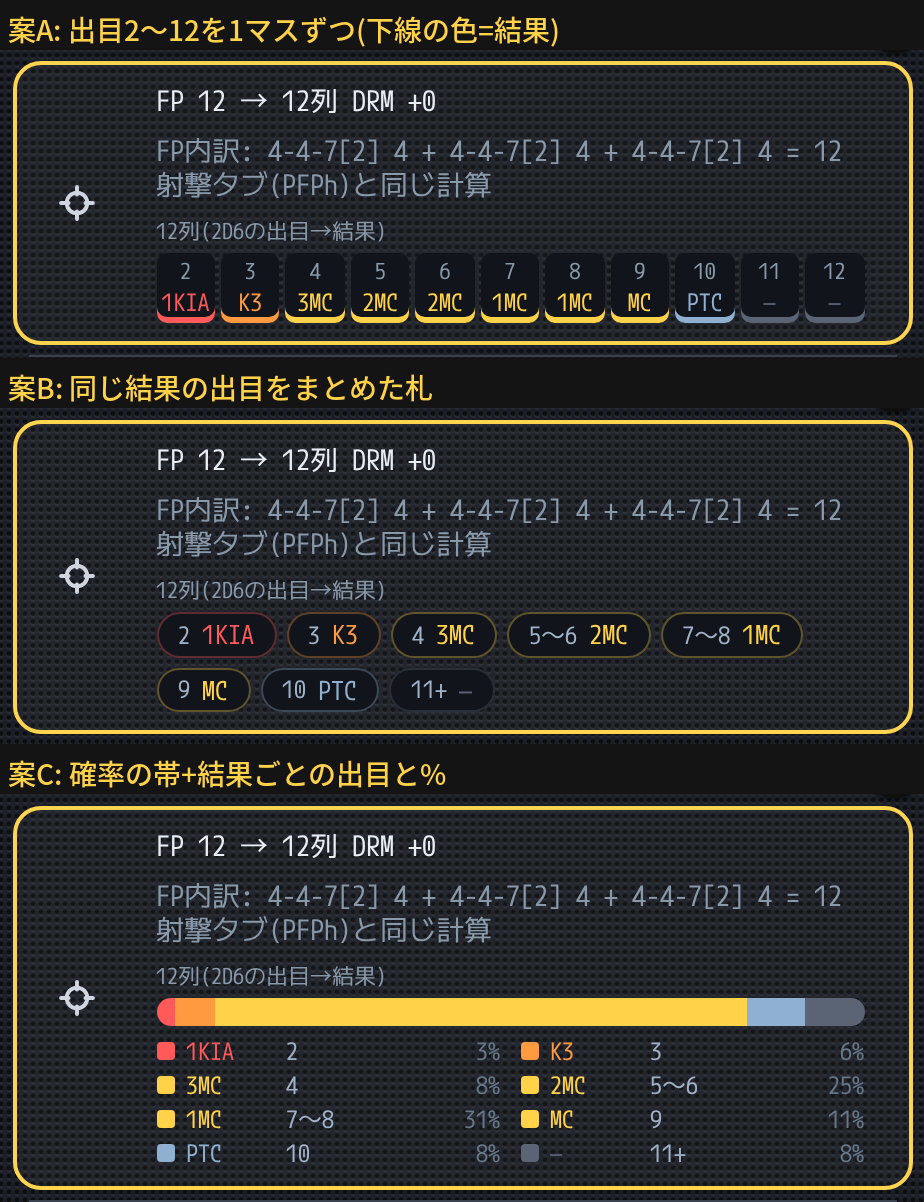 案A: 出目2～12を1マスずつ(下線の色=結果)
FP 12 → 12列 DRM +0
FP内訳: 4-4-7[2] 4 + 4-4-7[2] 4 + 4-4-7[2] 4 = 12
射撃タブ(PFPh)と同じ計算
12列(2D6の出目→結果)
2 3 4 5 6 7 8 9 10 11 12
1KIA K3 3MC 2MC 2MC 1MC 1MC MC PTC – –
案B: 同じ結果の出目をまとめた札
FP 12 → 12列 DRM +0
FP内訳: 4-4-7[2] 4 + 4-4-7[2] 4 + 4-4-7[2] 4 = 12
射撃タブ(PFPh)と同じ計算
12列(2D6の出目→結果)
2 1KIA 3 K3 4 3MC 5～6 2MC 7～8 1MC
9 MC 10 PTC 11+ –
案C: 確率の帯+結果ごとの出目と%
FP 12 → 12列 DRM +0
FP内訳: 4-4-7[2] 4 + 4-4-7[2] 4 + 4-4-7[2] 4 = 12
射撃タブ(PFPh)と同じ計算
12列(2D6の出目→結果)
1KIA 2 3% K3 3 6%
3MC 4 8% 2MC 5～6 25%
1MC 7～8 31% MC 9 11%
PTC 10 8% – 11+ 8%